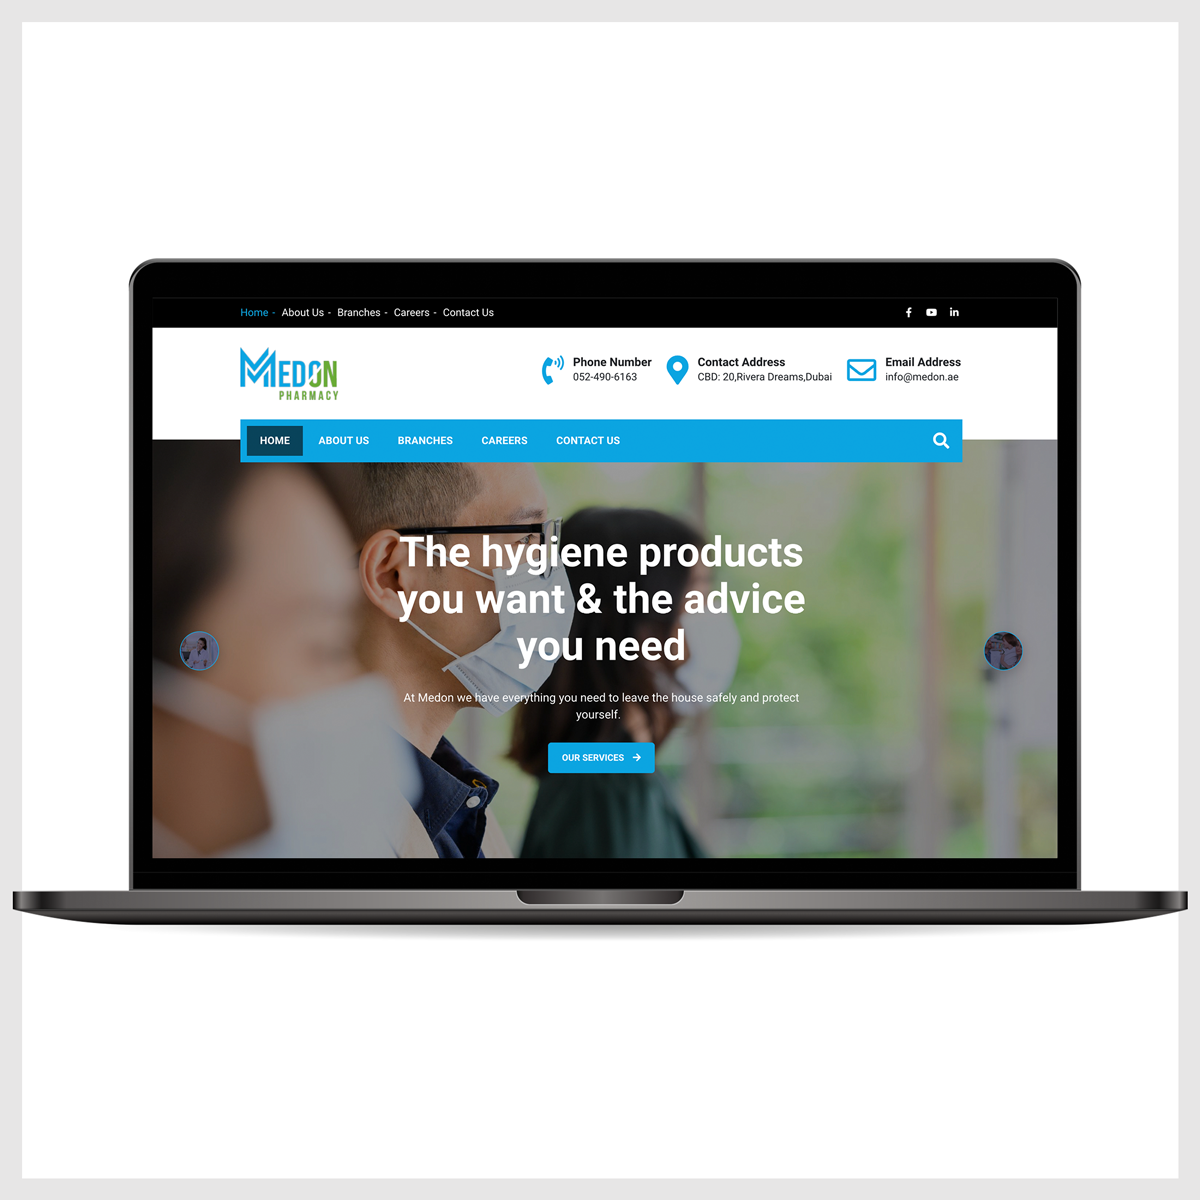 Home - About Us - Branches - Careers - Contact Us
MEDON
PHARMACY
Phone Number
052-490-6163
Contact Address
CBD: 20,Rivera Dreams,Dubai
Email Address
info@medon.ae
HOME ABOUT US BRANCHES CAREERS CONTACT US
The hygiene products
you want & the advice
you need
At Medon we have everything you need to leave the house safely and protect
yourself.
OUR SERVICES